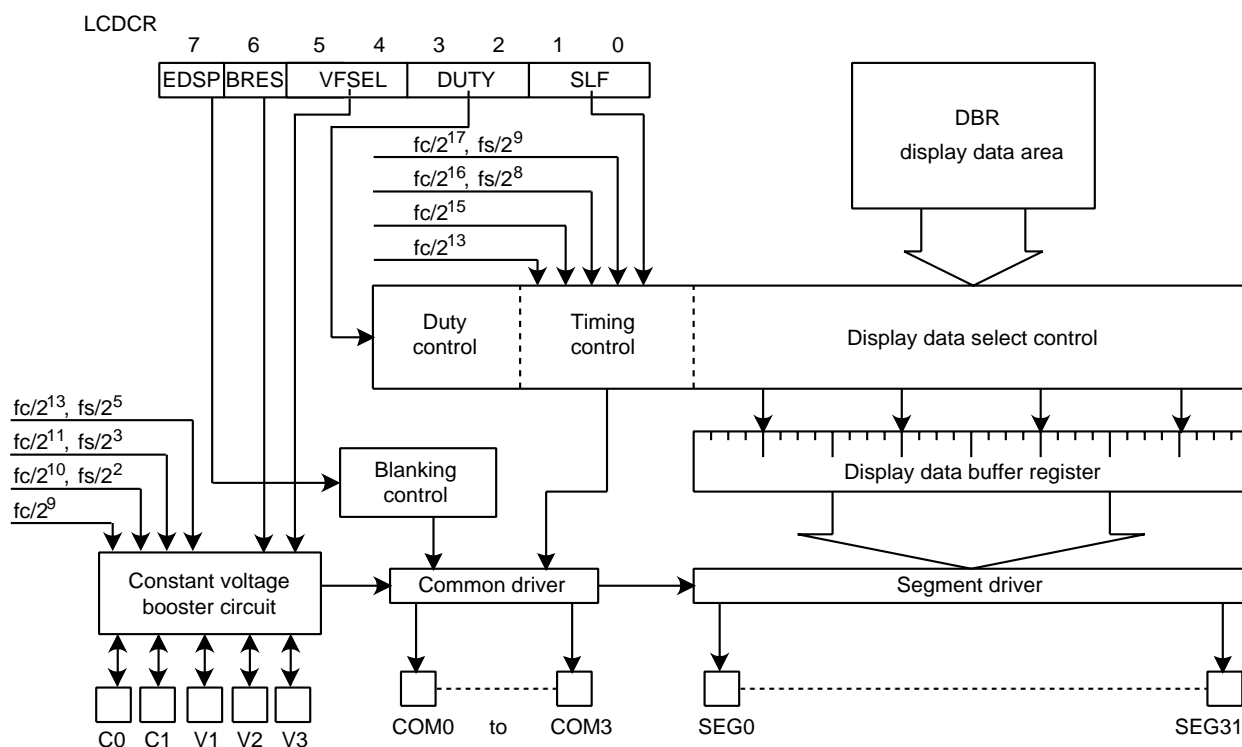 LCDCR
7 6 5 4 3 2 1 0
EDSP BRES VFSEL DUTY SLF
fc/2^17, fs/2^9
fc/2^16, fs/2^8
fc/2^15
fc/2^13
DBR
display data area
Duty
control
Timing
control
Display data select control
fc/2^13, fs/2^5
fc/2^11, fs/2^3
fc/2^10, fs/2^2
fc/2^9
Blanking
control
Display data buffer register
Constant voltage
booster circuit
Common driver
Segment driver
C0 C1 V1 V2 V3
COM0 to COM3
SEG0 SEG31